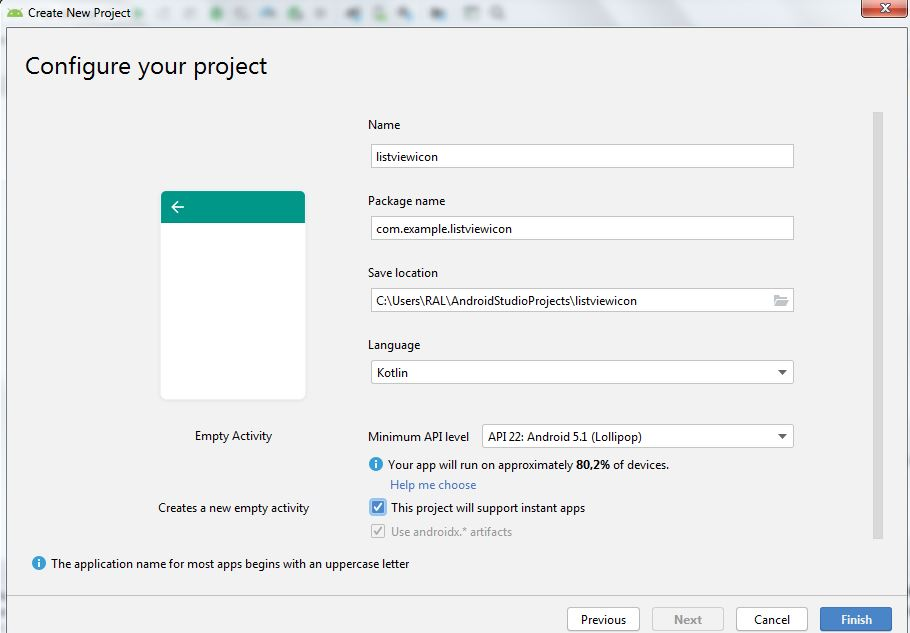 Create New Project
Configure your project
Name
listviewicon
Package name
com.example.listviewicon
Save location
C:\Users\RAL\AndroidStudioProjects\listviewicon
Language
Kotlin
Empty Activity
Minimum API level API 22: Android 5.1 (Lollipop)
Your app will run on approximately 80,2% of devices.
Help me choose
Creates a new empty activity
This project will support instant apps
Use androidx.* artifacts
The application name for most apps begins with an uppercase letter
Previous Next Cancel Finish